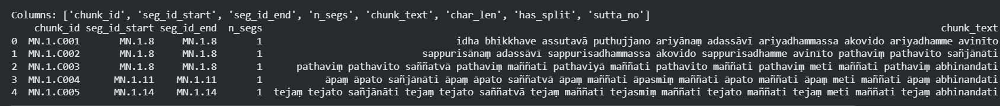 Columns: ['chunk_id', 'seg_id_start', 'seg_id_end', 'n_segs', 'chunk_text', 'char_len', 'has_split', 'sutta_no']
chunk_id seg_id_start seg_id_end n_segs chunk_text
0 MN.1.C001 MN.1.8 MN.1.8 1 idha bhikkhave assutavā puthujjano ariyānaṃ adassāvī ariyadhammassa akovido ariyadhamme avinīto
1 MN.1.C002 MN.1.8 MN.1.8 1 sappurisānaṃ adassāvī sappurisadhammassa akovido sappurisadhamme avinīto pathaviṃ pathavito sañjānāti
2 MN.1.C003 MN.1.8 MN.1.8 1 pathaviṃ pathavito saññatvā pathaviṃ maññati pathaviyā maññati pathavito maññati pathaviṃ meti maññati pathaviṃ abhinandati
3 MN.1.C004 MN.1.11 MN.1.11 1 āpaṃ āpato sañjānāti āpaṃ āpato saññatvā āpaṃ maññati āpasmiṃ maññati āpato maññati āpaṃ meti maññati āpaṃ abhinandati
4 MN.1.C005 MN.1.14 MN.1.14 1 tejaṃ tejato sañjānāti tejaṃ tejato saññatvā tejaṃ maññati tejasmiṃ maññati tejato maññati tejaṃ meti maññati tejaṃ abhinandati